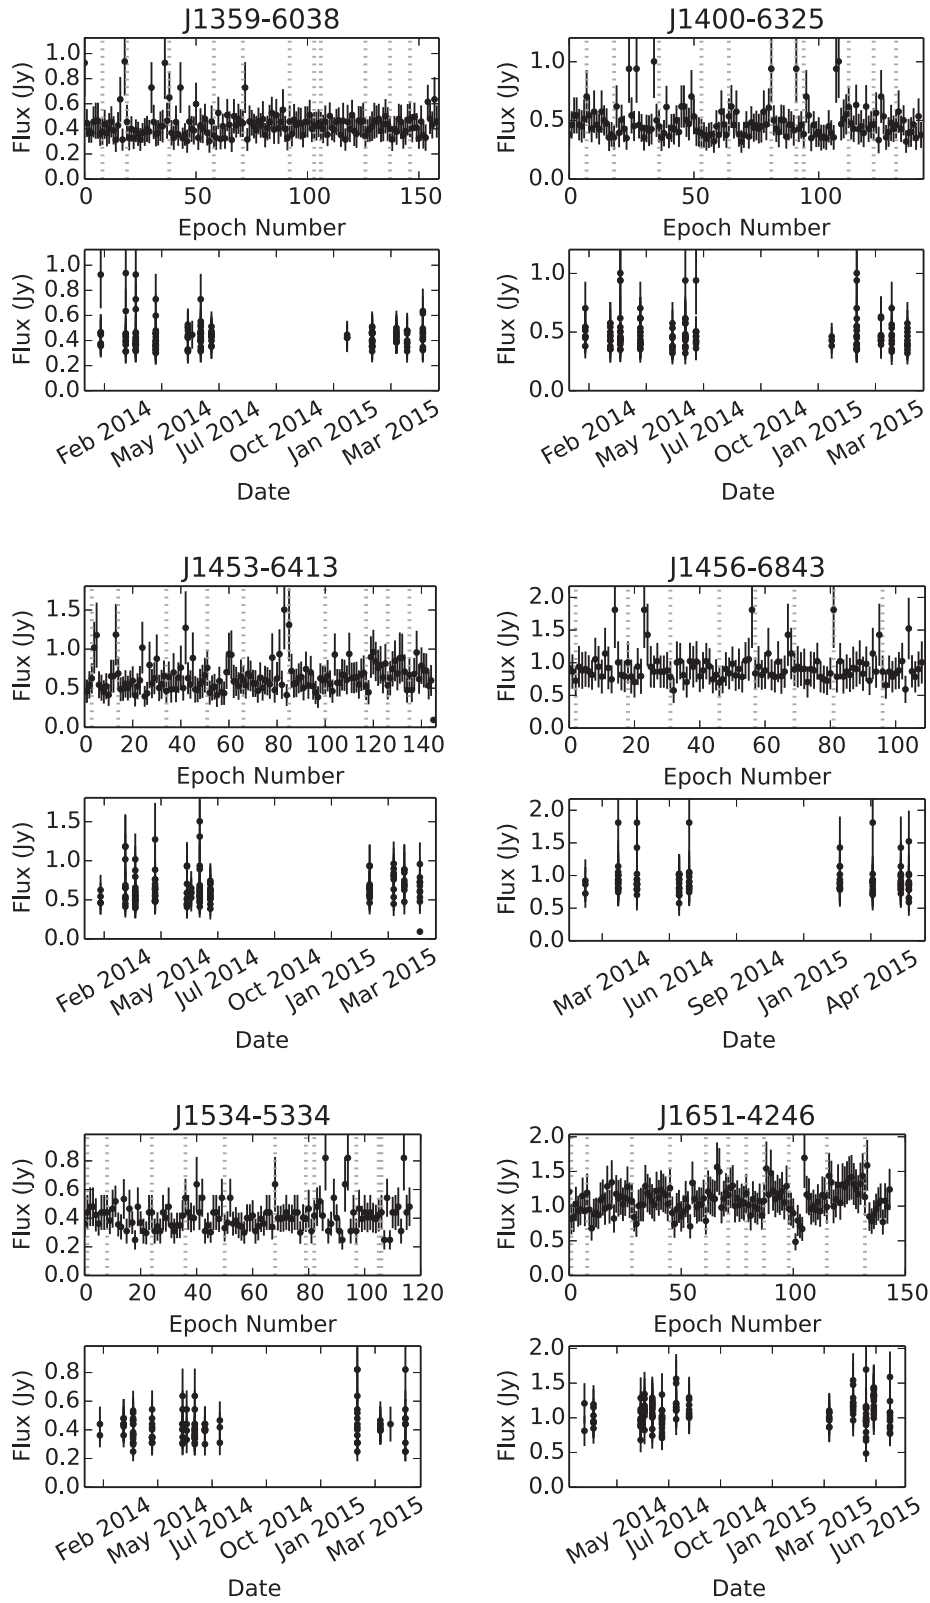 J1359-6038
1.0
0.8
0.6
0.4
0.2
0.0
Flux (Jy)
0 50 100 150
Epoch Number
1.0
0.8
0.6
0.4
0.2
0.0
Flux (Jy)
Feb 2014 May 2014 Jul 2014 Oct 2014 Jan 2015 Mar 2015
Date
J1400-6325
1.0
0.5
0.0
Flux (Jy)
0 50 100
Epoch Number
1.0
0.5
0.0
Flux (Jy)
Feb 2014 May 2014 Jul 2014 Oct 2014 Jan 2015 Mar 2015
Date
J1453-6413
1.5
1.0
0.5
0.0
Flux (Jy)
0 20 40 60 80 100 120 140
Epoch Number
1.5
1.0
0.5
0.0
Flux (Jy)
Feb 2014 May 2014 Jul 2014 Oct 2014 Jan 2015 Mar 2015
Date
J1456-6843
2.0
1.5
1.0
0.5
0.0
Flux (Jy)
0 20 40 60 80 100
Epoch Number
2.0
1.5
1.0
0.5
0.0
Flux (Jy)
Mar 2014 Jun 2014 Sep 2014 Jan 2015 Apr 2015
Date
J1534-5334
0.8
0.6
0.4
0.2
0.0
Flux (Jy)
0 20 40 60 80 100 120
Epoch Number
0.8
0.6
0.4
0.2
0.0
Flux (Jy)
Feb 2014 May 2014 Jul 2014 Oct 2014 Jan 2015 Mar 2015
Date
J1651-4246
2.0
1.5
1.0
0.5
0.0
Flux (Jy)
0 50 100 150
Epoch Number
2.0
1.5
1.0
0.5
0.0
Flux (Jy)
May 2014 Jul 2014 Oct 2014 Jan 2015 Mar 2015 Jun 2015
Date